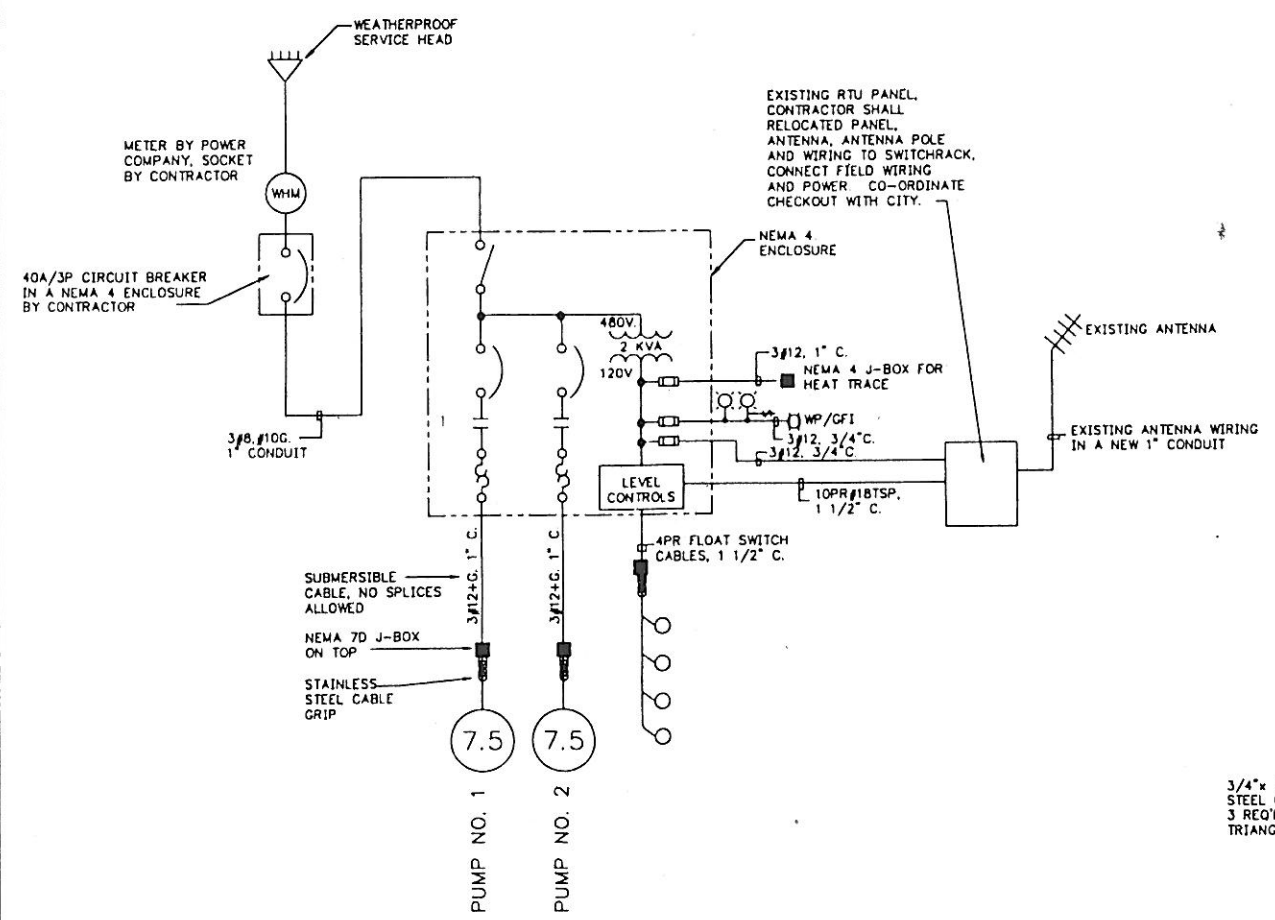 WEATHERPROOF
SERVICE HEAD
METER BY POWER
COMPANY, SOCKET
BY CONTRACTOR
WHM
40A/3P CIRCUIT BREAKER
IN A NEMA 4 ENCLOSURE
BY CONTRACTOR
3#8,#10G.
1" CONDUIT
EXISTING RTU PANEL,
CONTRACTOR SHALL
RELOCATED PANEL,
ANTENNA, ANTENNA POLE
AND WIRING TO SWITCHRACK,
CONNECT FIELD WIRING
AND POWER. CO-ORDINATE
CHECKOUT WITH CITY.
NEMA 4
ENCLOSURE
480V.
2 KVA
120V
3#12, 1" C.
NEMA 4 J-BOX FOR
HEAT TRACE
WP/GFI
3#12, 3/4"C.
3#12, 3/4"C.
EXISTING ANTENNA
EXISTING ANTENNA WIRING
IN A NEW 1" CONDUIT
1
LEVEL
CONTROLS
10PR#18TSP,
1 1/2" C.
4PR FLOAT SWITCH
CABLES, 1 1/2" C.
SUBMERSIBLE
CABLE, NO SPLICES
ALLOWED
3#12+G. 1" C.
3#12+G. 1" C.
NEMA 7D J-BOX
ON TOP
STAINLESS
STEEL CABLE
GRIP
7.5
7.5
PUMP NO. 1
PUMP NO. 2
3/4"x
STEEL
3 REQ'
TRIANG